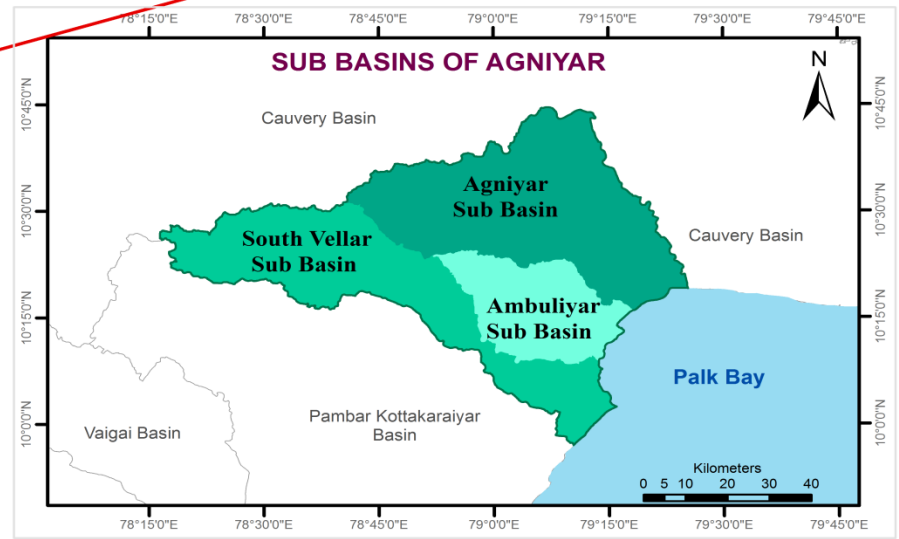 78°15'0"E 78°30'0"E 78°45'0"E 79°0'0"E 79°15'0"E 79°30'0"E 79°45'0"E
SUB BASINS OF AGNIYAR
N
10°45'0"N
10°45'0"N
Cauvery Basin
Agniyar
Sub Basin
10°30'0"N
10°30'0"N
South Vellar
Sub Basin
Cauvery Basin
Ambuliyar
Sub Basin
10°15'0"N
10°15'0"N
Palk Bay
Pambar Kottakaraiyar
Basin
Vaigai Basin
10°0'0"N
10°0'0"N
Kilometers
0 5 10 20 30 40
78°15'0"E 78°30'0"E 78°45'0"E 79°0'0"E 79°15'0"E 79°30'0"E 79°45'0"E